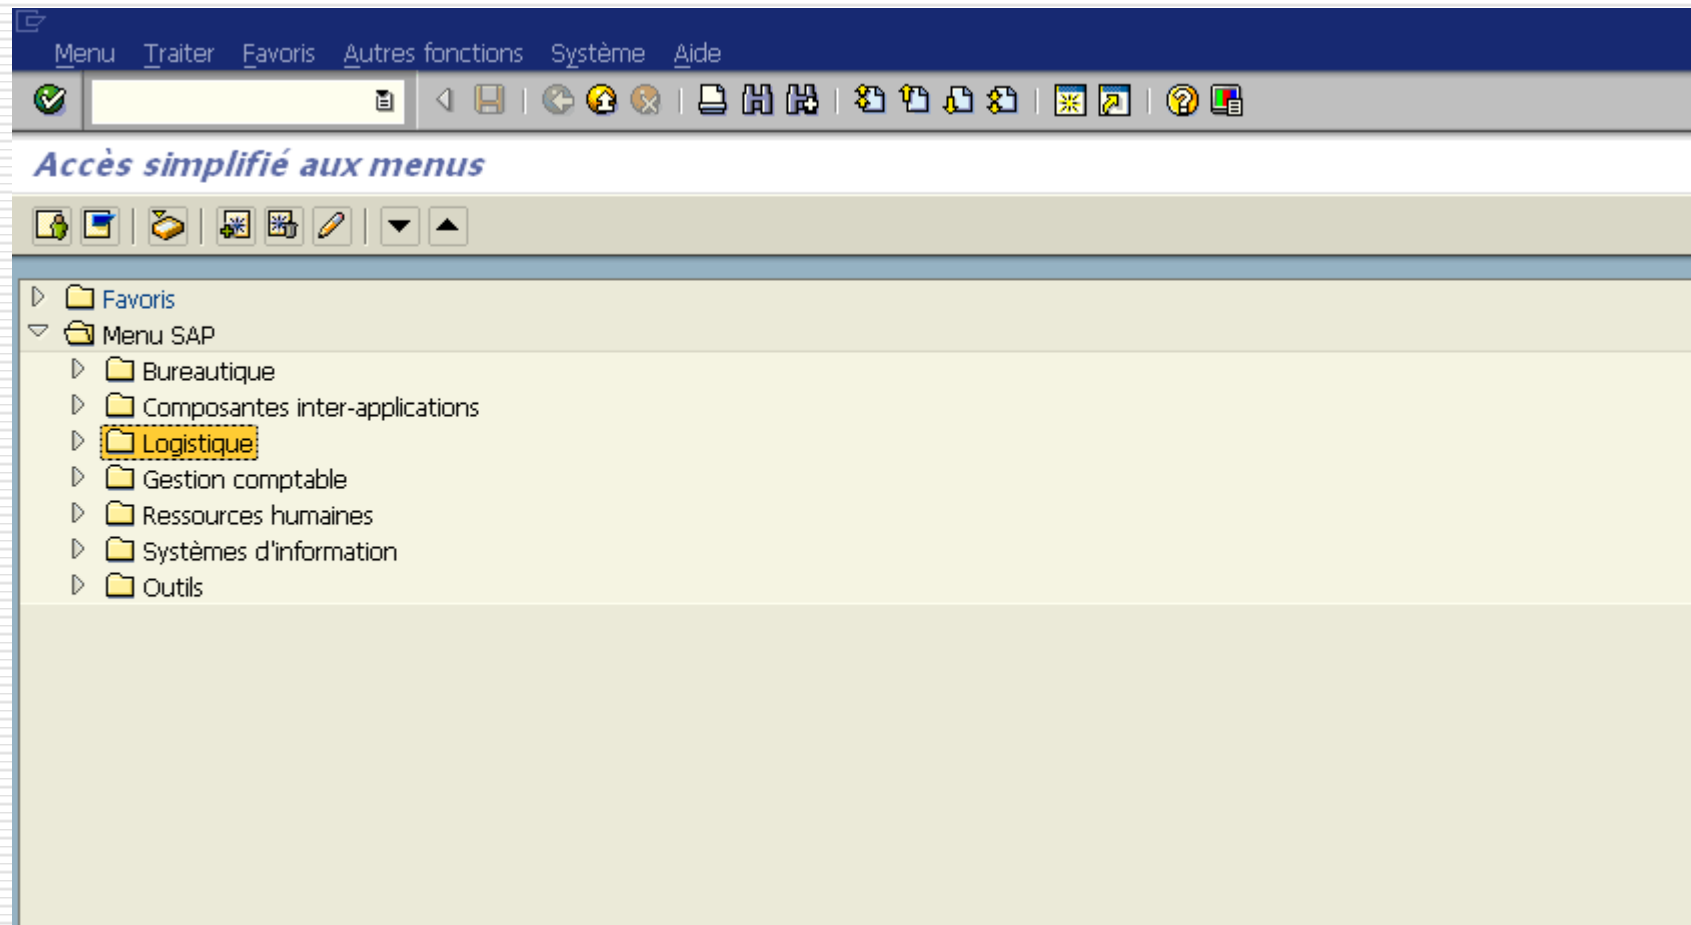 Menu Traiter Favoris Autres fonctions Système Aide
Accès simplifié aux menus
Favoris
Menu SAP
Bureautique
Composantes inter-applications
Logistique
Gestion comptable
Ressources humaines
Systèmes d'information
Outils